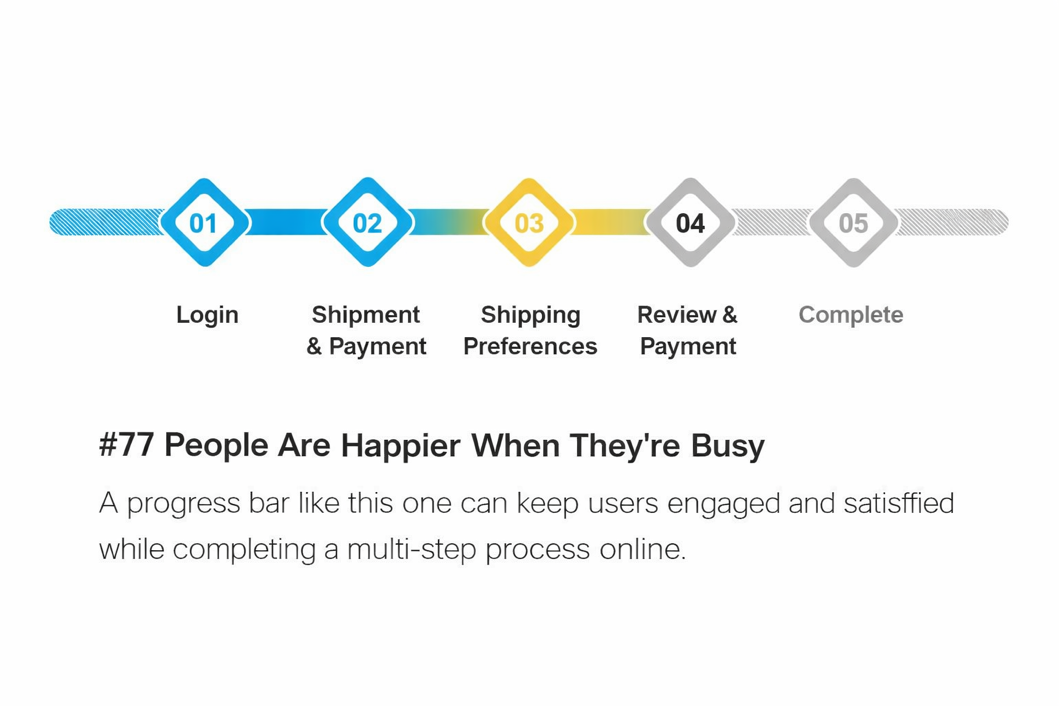 01 02 03 04 05
Login Shipment Shipping Review & Complete
& Payment Preferences Payment
#77 People Are Happier When They're Busy
A progress bar like this one can keep users engaged and satisffied
while completing a multi-step process online.